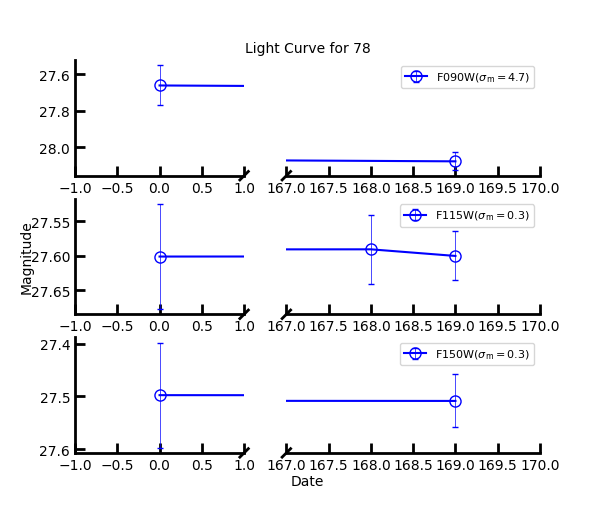 Light Curve for 78
27.6
27.8
28.0
F090W(σm = 4.7)
−1.0 −0.5 0.0 0.5 1.0 167.0 167.5 168.0 168.5 169.0 169.5 170.0
27.55
27.60
27.65
F115W(σm = 0.3)
Magnitude
−1.0 −0.5 0.0 0.5 1.0 167.0 167.5 168.0 168.5 169.0 169.5 170.0
27.4
27.5
27.6
F150W(σm = 0.3)
−1.0 −0.5 0.0 0.5 1.0 167.0 167.5 168.0 168.5 169.0 169.5 170.0
Date